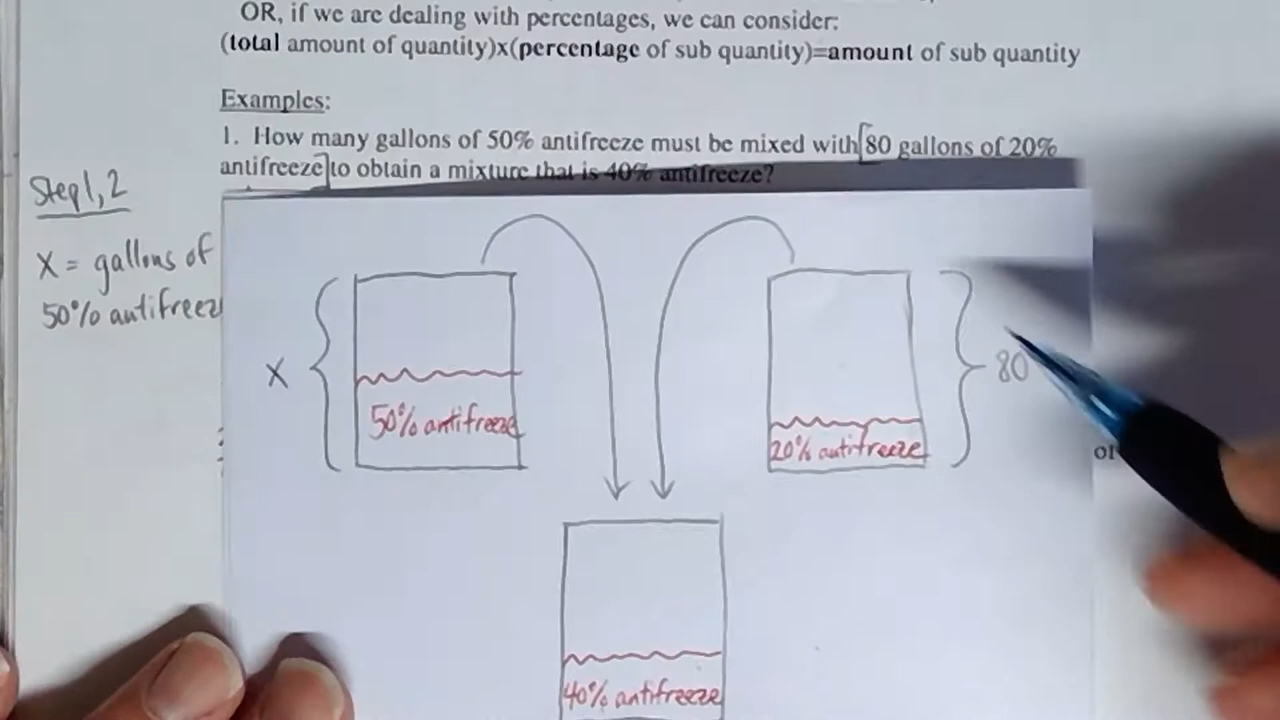 OR, if we are dealing with percentages, we can consider:
(total amount of quantity)x(percentage of sub quantity)=amount of sub quantity
Examples:
1. How many gallons of 50% antifreeze must be mixed with [80 gallons of 20%
antifreeze] to obtain a mixture that is 40% antifreeze?
Step 1, 2
X = gallons of
50% antifreeze
X
50% antifreeze
20% antifreeze
80
40% antifreeze